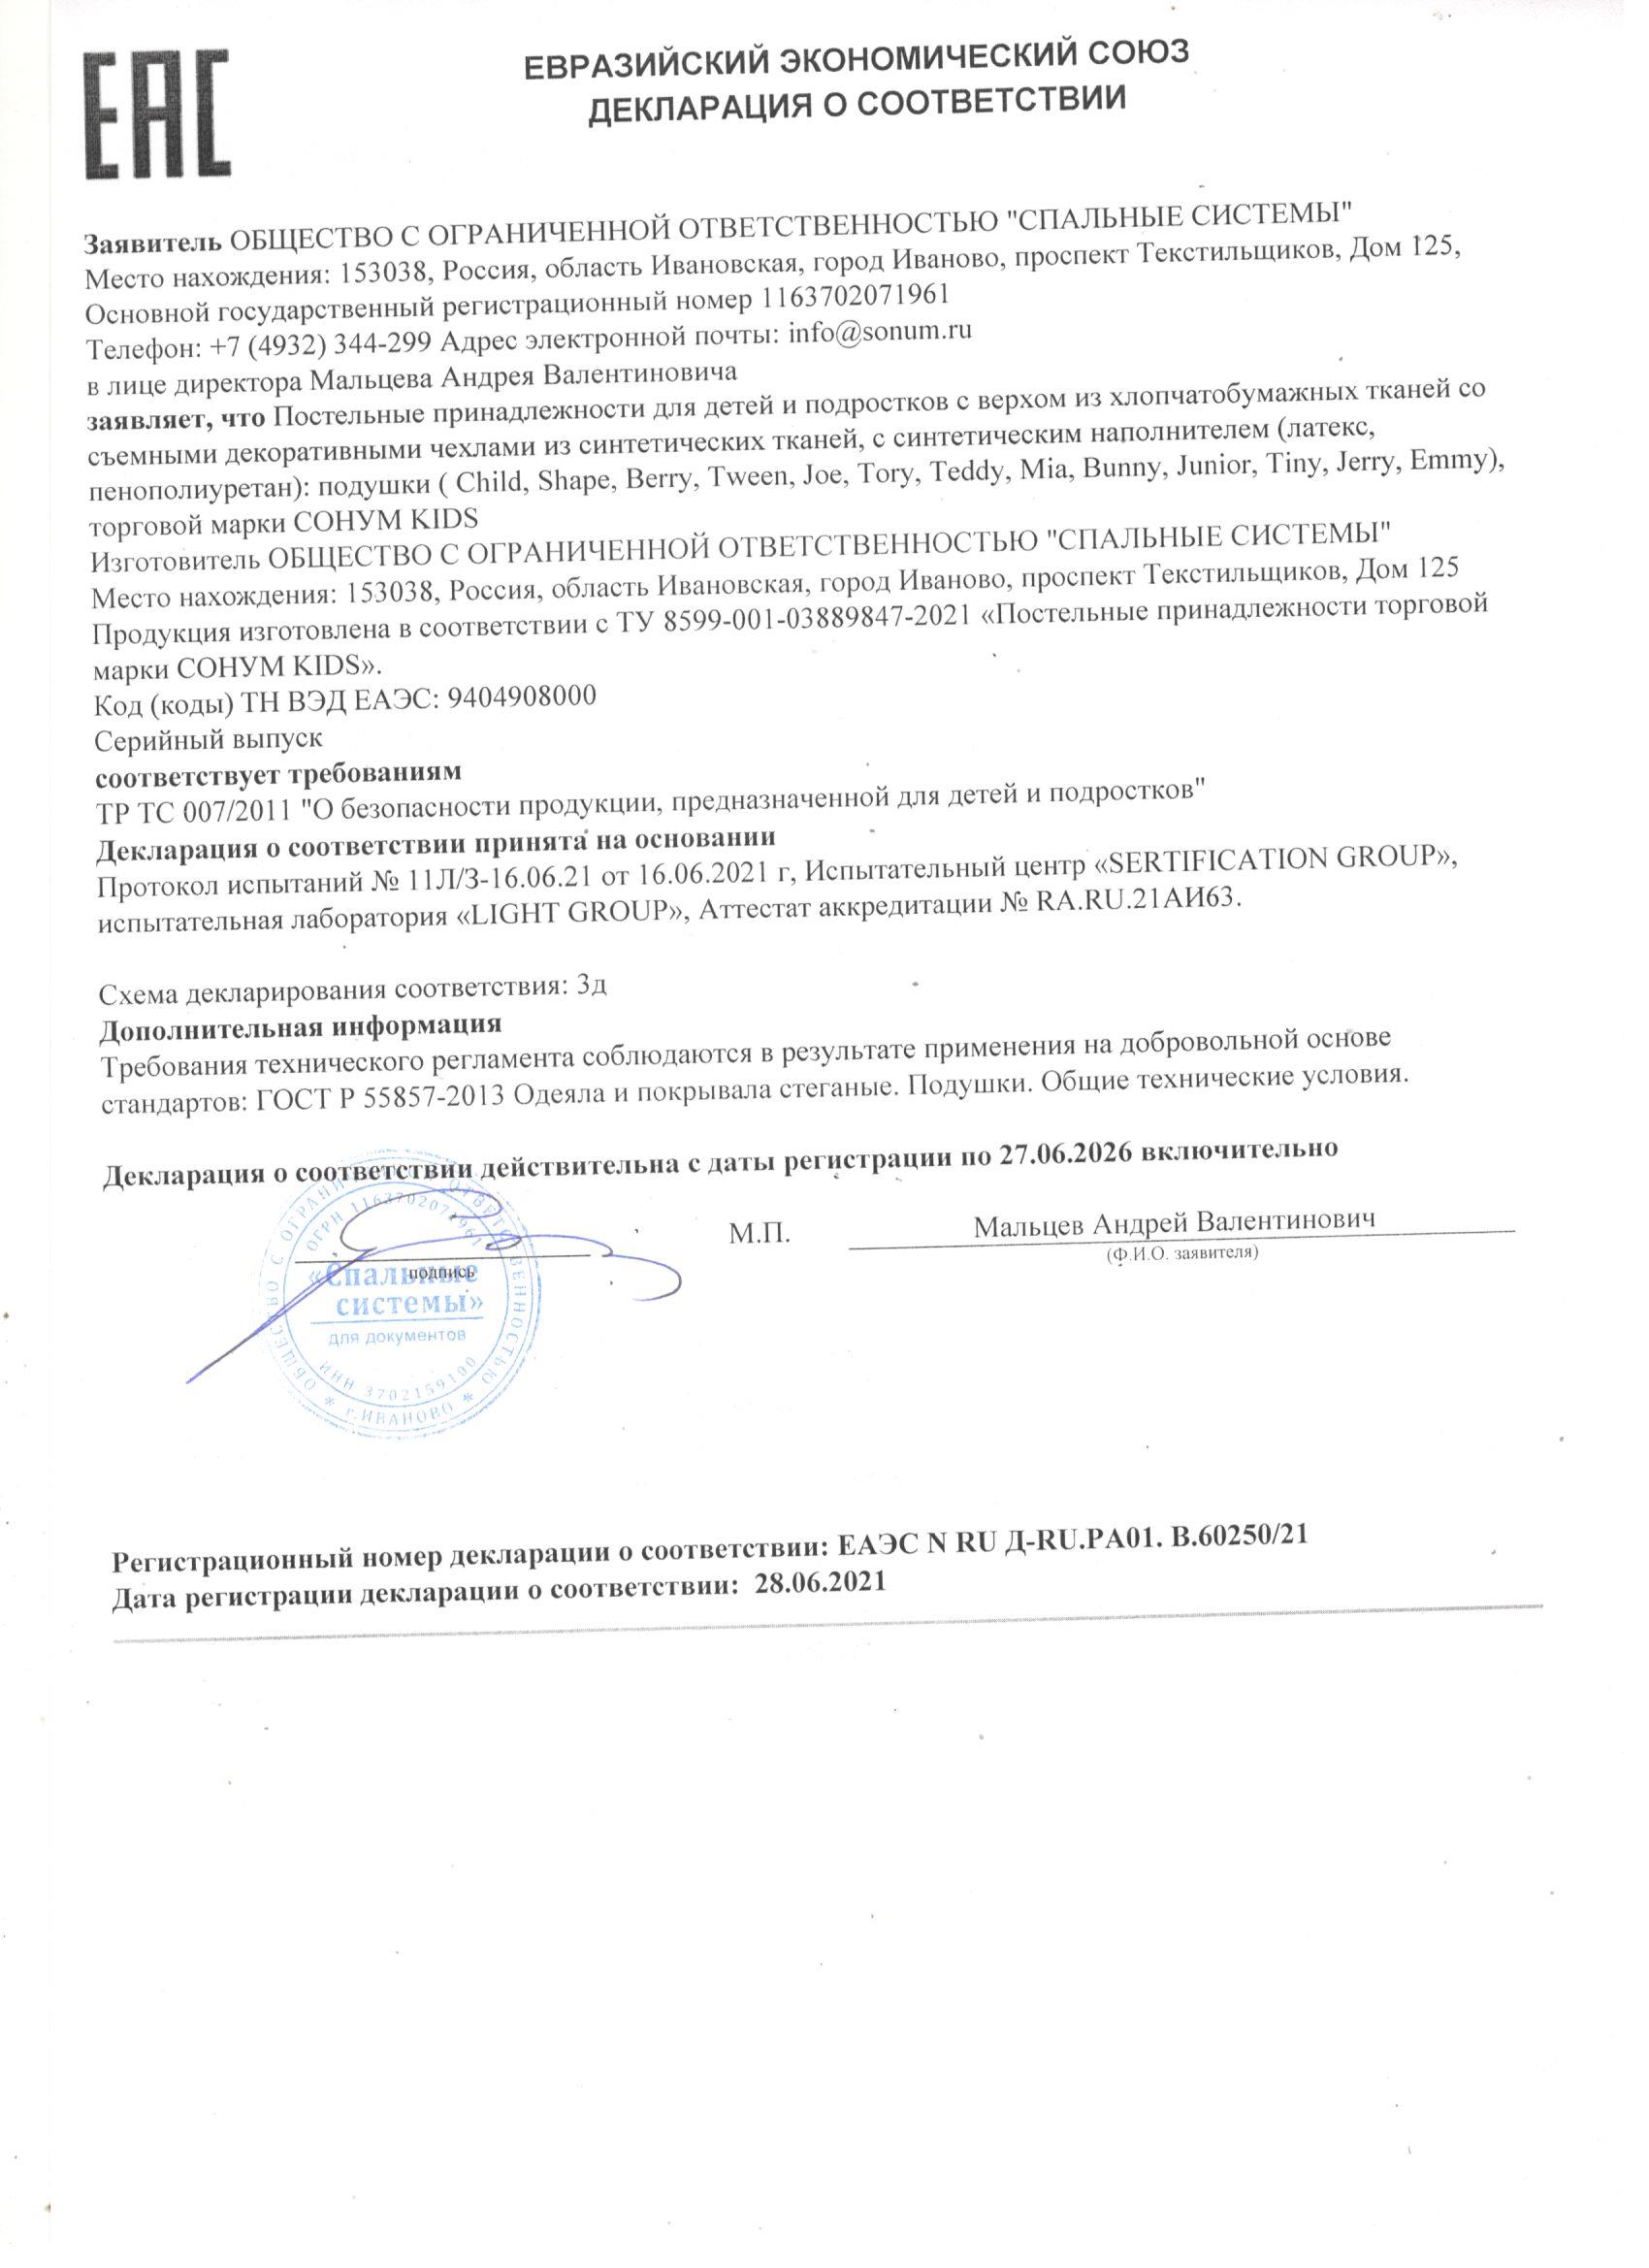 ЕАС
ЕВРАЗИЙСКИЙ ЭКОНОМИЧЕСКИЙ СОЮЗ
ДЕКЛАРАЦИЯ О СООТВЕТСТВИИ
Заявитель ОБЩЕСТВО С ОГРАНИЧЕННОЙ ОТВЕТСТВЕННОСТЬЮ "СПАЛЬНЫЕ СИСТЕМЫ"
Место нахождения: 153038, Россия, область Ивановская, город Иваново, проспект Текстильщиков, Дом 125,
Основной государственный регистрационный номер 1163702071961
Телефон: +7 (4932) 344-299 Адрес электронной почты: info@sonum.ru
в лице директора Мальцева Андрея Валентиновича
заявляет, что Постельные принадлежности для детей и подростков с верхом из хлопчатобумажных тканей со
съемными декоративными чехлами из синтетических тканей, с синтетическим наполнителем (латекс,
пенополиуретан): подушки ( Child, Shape, Berry, Tween, Joe, Tory, Teddy, Mia, Bunny, Junior, Tiny, Jerry, Emmy),
торговой марки СОНУМ KIDS
Изготовитель ОБЩЕСТВО С ОГРАНИЧЕННОЙ ОТВЕТСТВЕННОСТЬЮ "СПАЛЬНЫЕ СИСТЕМЫ"
Место нахождения: 153038, Россия, область Ивановская, город Иваново, проспект Текстильщиков, Дом 125
Продукция изготовлена в соответствии с ТУ 8599-001-03889847-2021 «Постельные принадлежности торговой
марки СОНУМ KIDS».
Код (коды) ТН ВЭД ЕАЭС: 9404908000
Серийный выпуск
соответствует требованиям
ТР ТС 007/2011 "О безопасности продукции, предназначенной для детей и подростков"
Декларация о соответствии принята на основании
Протокол испытаний № 11Л/З-16.06.21 от 16.06.2021 г, Испытательный центр «SERTIFICATION GROUP»,
испытательная лаборатория «LIGHT GROUP», Аттестат аккредитации № RA.RU.21АИ63.
Схема декларирования соответствия: 3д
Дополнительная информация
Требования технического регламента соблюдаются в результате применения на добровольной основе
стандартов: ГОСТ Р 55857-2013 Одеяла и покрывала стеганые. Подушки. Общие технические условия.
Декларация о соответствии действительна с даты регистрации по 27.06.2026 включительно
М.П.
Мальцев Андрей Валентинович
(Ф.И.О. заявителя)
подпись
ОБЩЕСТВО С ОГРАНИЧЕННОЙ ОТВЕТСТВЕННОСТЬЮ * г.ИВАНОВО *
ОГРН 1163702071961
«Спальные
системы»
для документов
ИНН 3702159100
Регистрационный номер декларации о соответствии: ЕАЭС N RU Д-RU.РА01. В.60250/21
Дата регистрации декларации о соответствии: 28.06.2021